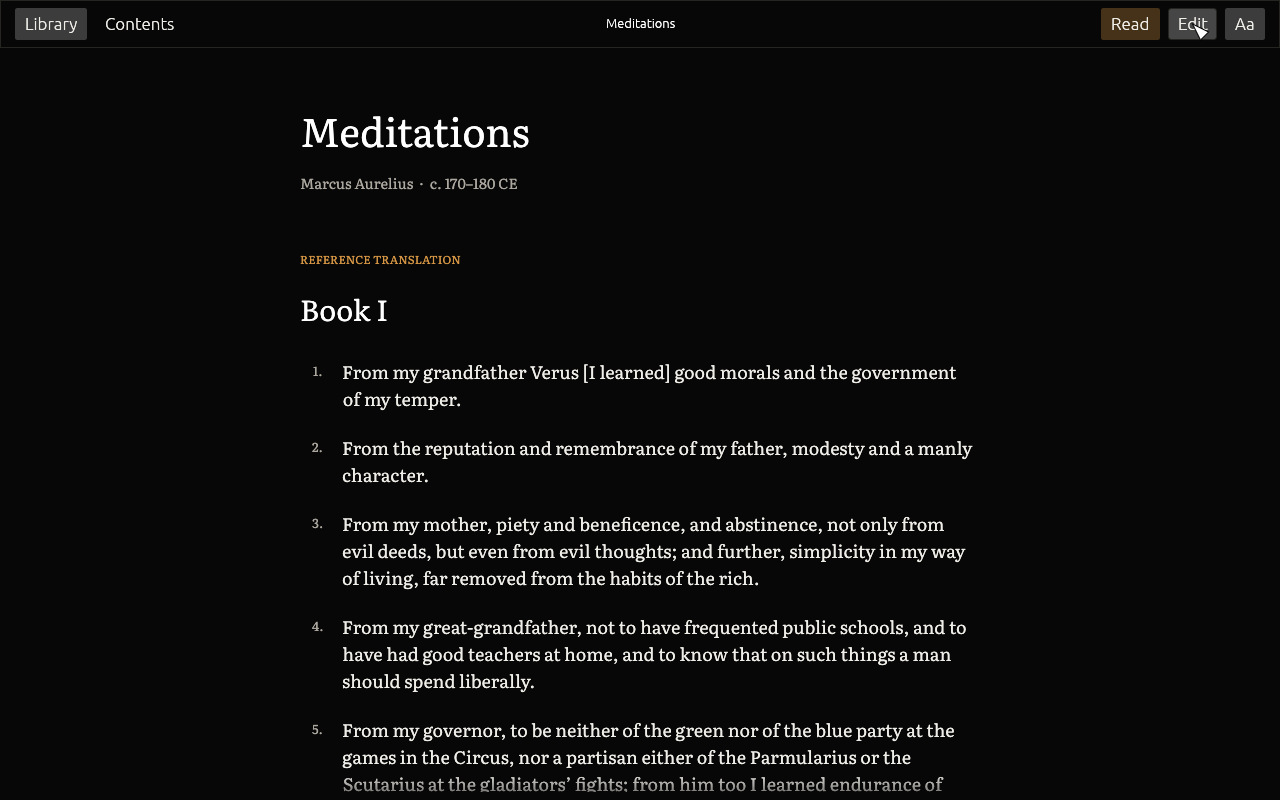 Library Contents Meditations Read Edit Aa
Meditations
Marcus Aurelius · c. 170–180 CE
REFERENCE TRANSLATION
Book I
1. From my grandfather Verus [I learned] good morals and the government
of my temper.
2. From the reputation and remembrance of my father, modesty and a manly
character.
3. From my mother, piety and beneficence, and abstinence, not only from
evil deeds, but even from evil thoughts; and further, simplicity in my way
of living, far removed from the habits of the rich.
4. From my great-grandfather, not to have frequented public schools, and to
have had good teachers at home, and to know that on such things a man
should spend liberally.
5. From my governor, to be neither of the green nor of the blue party at the
games in the Circus, nor a partisan either of the Parmularius or the
Scutarius at the gladiators’ fights; from him too I learned endurance of